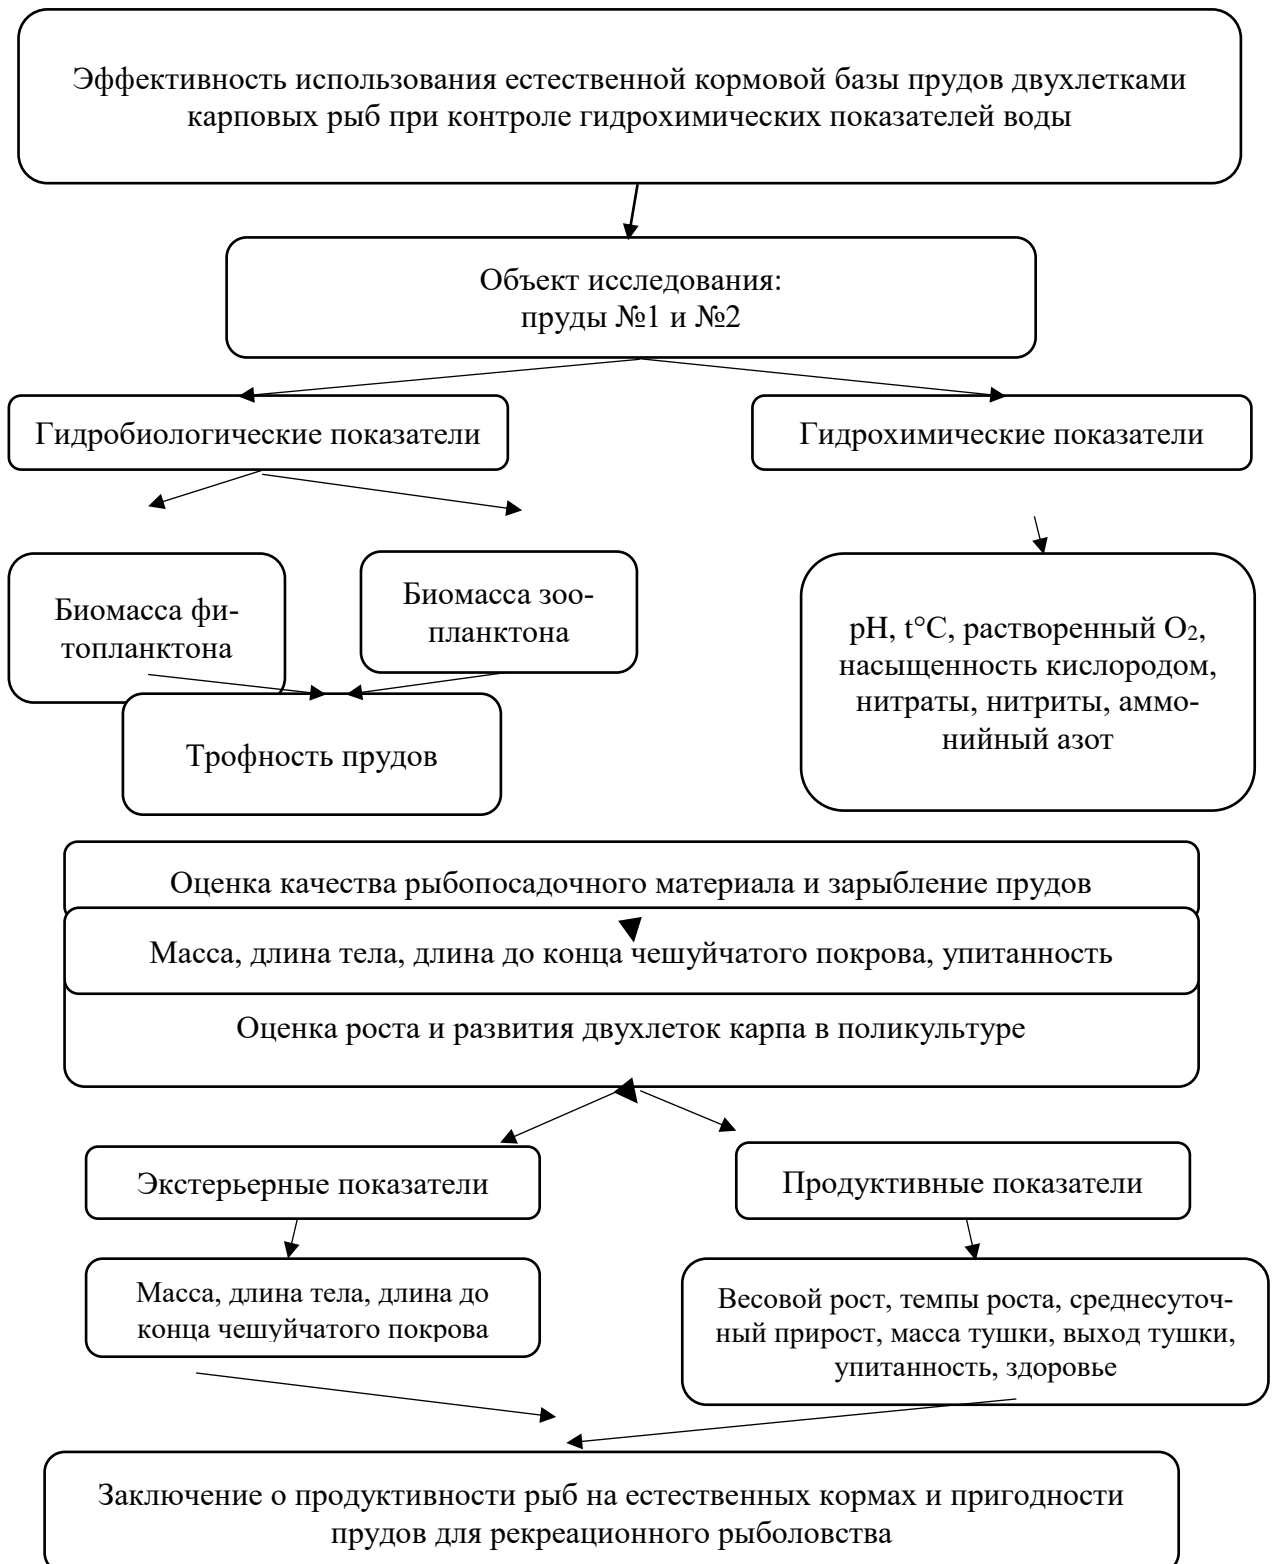 Эффективность использования естественной кормовой базы прудов двухлетками
карповых рыб при контроле гидрохимических показателей воды
Объект исследования:
пруды №1 и №2
Гидробиологические показатели
Гидрохимические показатели
Биомасса фи-
топланктона
Биомасса зоо-
планктона
pH, t°C, растворенный O₂,
насыщенность кислородом,
нитраты, нитриты, аммо-
нийный азот
Трофность прудов
Оценка качества рыбопосадочного материала и зарыбление прудов
Масса, длина тела, длина до конца чешуйчатого покрова, упитанность
Оценка роста и развития двухлеток карпа в поликультуре
Экстерьерные показатели
Продуктивные показатели
Масса, длина тела, длина до
конца чешуйчатого покрова
Весовой рост, темпы роста, среднесуточ-
ный прирост, масса тушки, выход тушки,
упитанность, здоровье
Заключение о продуктивности рыб на естественных кормах и пригодности
прудов для рекреационного рыболовства